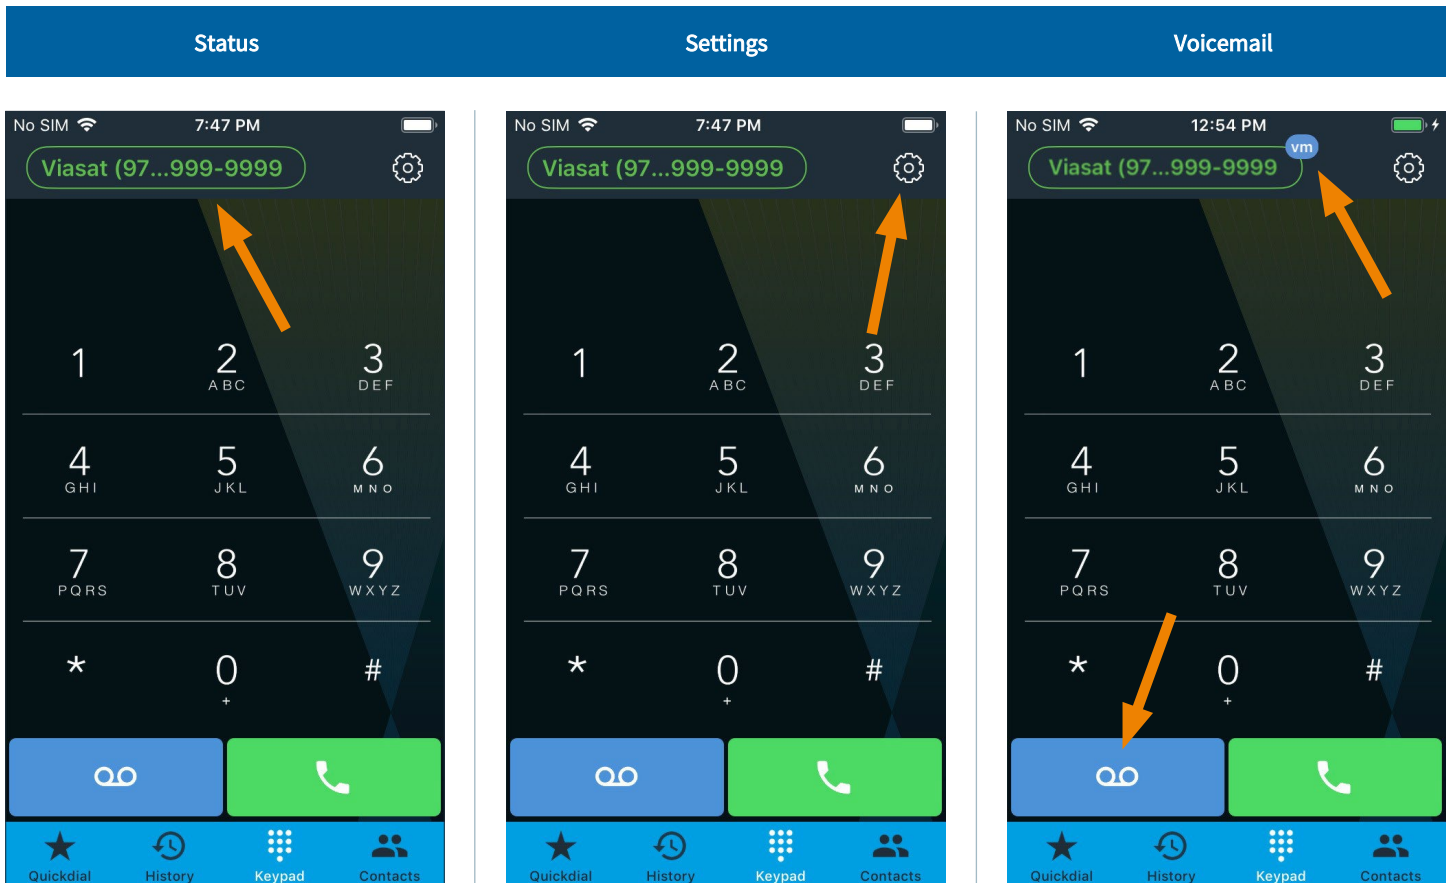 Status
Settings
Voicemail
No SIM 7:47 PM
Viasat (97...999-9999
1
2
3
ABC
DEF
4
5
6
GHI
JKL
MNO
7
8
9
PQRS
TUV
WXYZ
*
0
#
+
Quickdial
History
Keypad
Contacts
No SIM 7:47 PM
Viasat (97...999-9999
1
2
3
ABC
DEF
4
5
6
GHI
JKL
MNO
7
8
9
PQRS
TUV
WXYZ
*
0
#
+
Quickdial
History
Keypad
Contacts
No SIM 12:54 PM
vm
Viasat (97...999-9999
1
2
3
ABC
DEF
4
5
6
GHI
JKL
MNO
7
8
9
PQRS
TUV
WXYZ
*
0
#
+
Quickdial
History
Keypad
Contacts